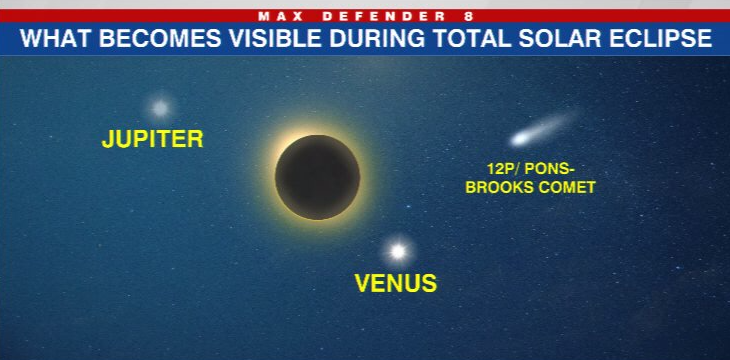 MAX DEFENDER 8
WHAT BECOMES VISIBLE DURING TOTAL SOLAR ECLIPSE
JUPITER
12P/ PONS-
BROOKS COMET
VENUS